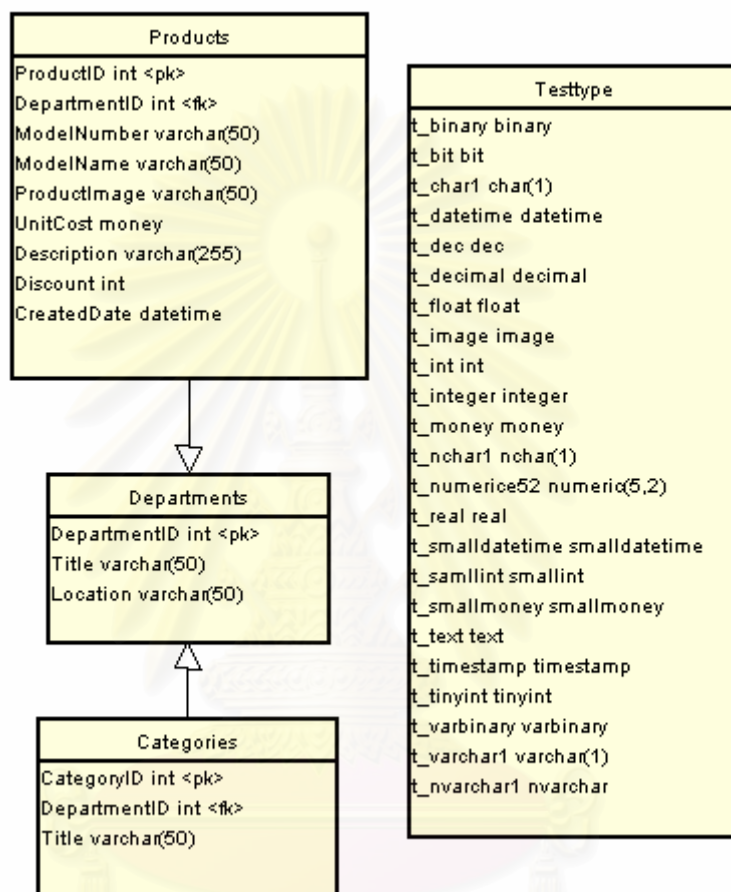 Products
ProductID int <pk>
DepartmentID int <fk>
ModelNumber varchar(50)
ModelName varchar(50)
ProductImage varchar(50)
UnitCost money
Description varchar(255)
Discount int
CreatedDate datetime
Departments
DepartmentID int <pk>
Title varchar(50)
Location varchar(50)
Categories
CategoryID int <pk>
DepartmentID int <fk>
Title varchar(50)
Testtype
t_binary binary
t_bit bit
t_char1 char(1)
t_datetime datetime
t_dec dec
t_decimal decimal
t_float float
t_image image
t_int int
t_integer integer
t_money money
t_nchar1 nchar(1)
t_numerice52 numeric(5,2)
t_real real
t_smalldatetime smalldatetime
t_samllint smallint
t_smallmoney smallmoney
t_text text
t_timestamp timestamp
t_tinyint tinyint
t_varbinary varbinary
t_varchar1 varchar(1)
t_nvarchar1 nvarchar